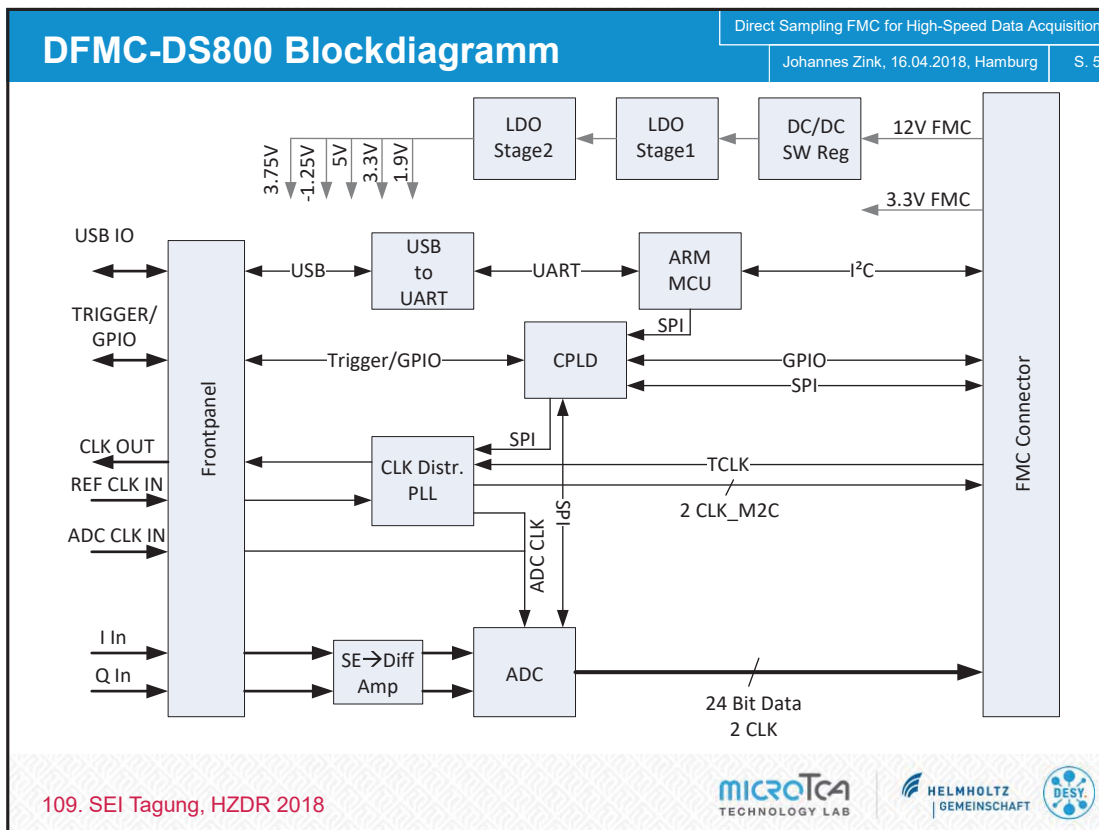 DFMC-DS800 Blockdiagramm
Direct Sampling FMC for High-Speed Data Acquisition
Johannes Zink, 16.04.2018, Hamburg
S. 5
LDO
Stage2
LDO
Stage1
DC/DC
SW Reg
12V FMC
3.75V
-1.25V
5V
3.3V
1.9V
3.3V FMC
USB IO
USB
USB
to
UART
UART
ARM
MCU
I²C
TRIGGER/
GPIO
SPI
Trigger/GPIO
CPLD
GPIO
SPI
Frontpanel
FMC Connector
CLK OUT
SPI
CLK Distr.
PLL
TCLK
REF CLK IN
2 CLK_M2C
SPI
ADC CLK IN
ADC CLK
I In
Q In
SE→Diff
Amp
ADC
24 Bit Data
2 CLK
109. SEI Tagung, HZDR 2018
MICROTCA
TECHNOLOGY LAB
HELMHOLTZ
GEMEINSCHAFT
DESY.